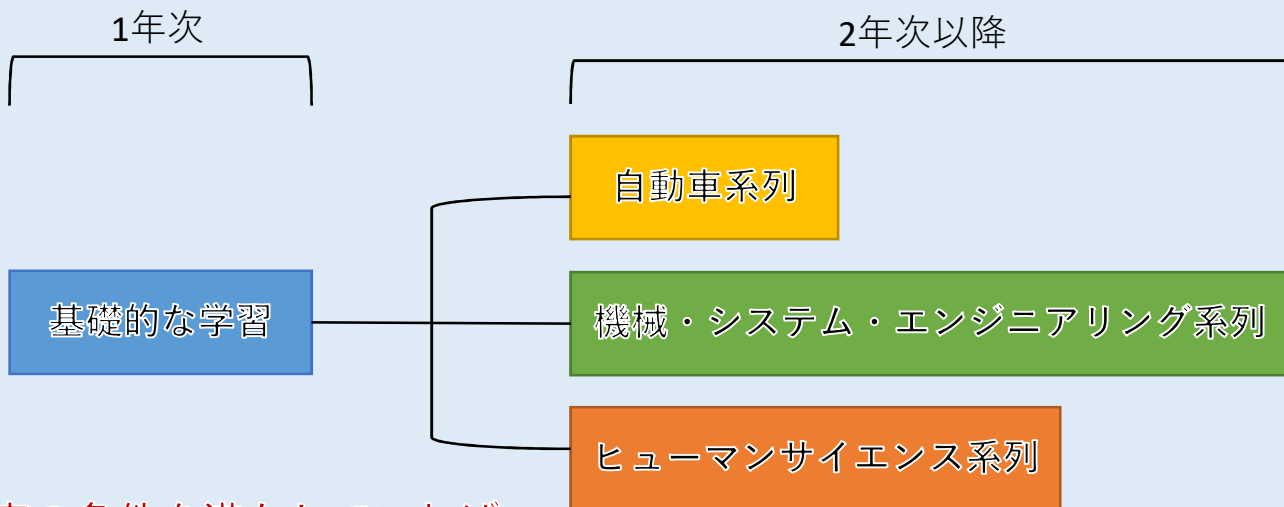 1年次
2年次以降
自動車系列
基礎的な学習
機械・システム・エンジニアリング系列
ヒューマンサイエンス系列